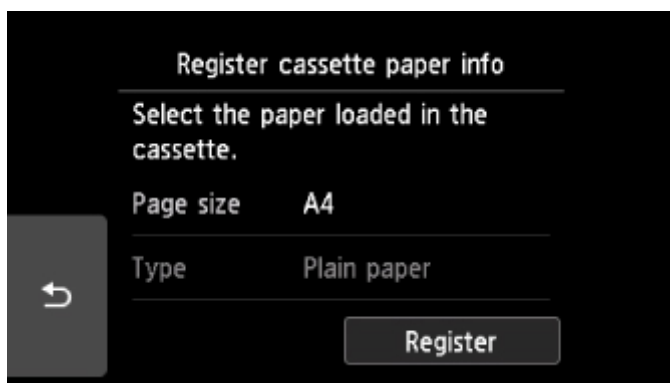 Register cassette paper info
Select the paper loaded in the
cassette.
Page size A4
Type Plain paper
Register